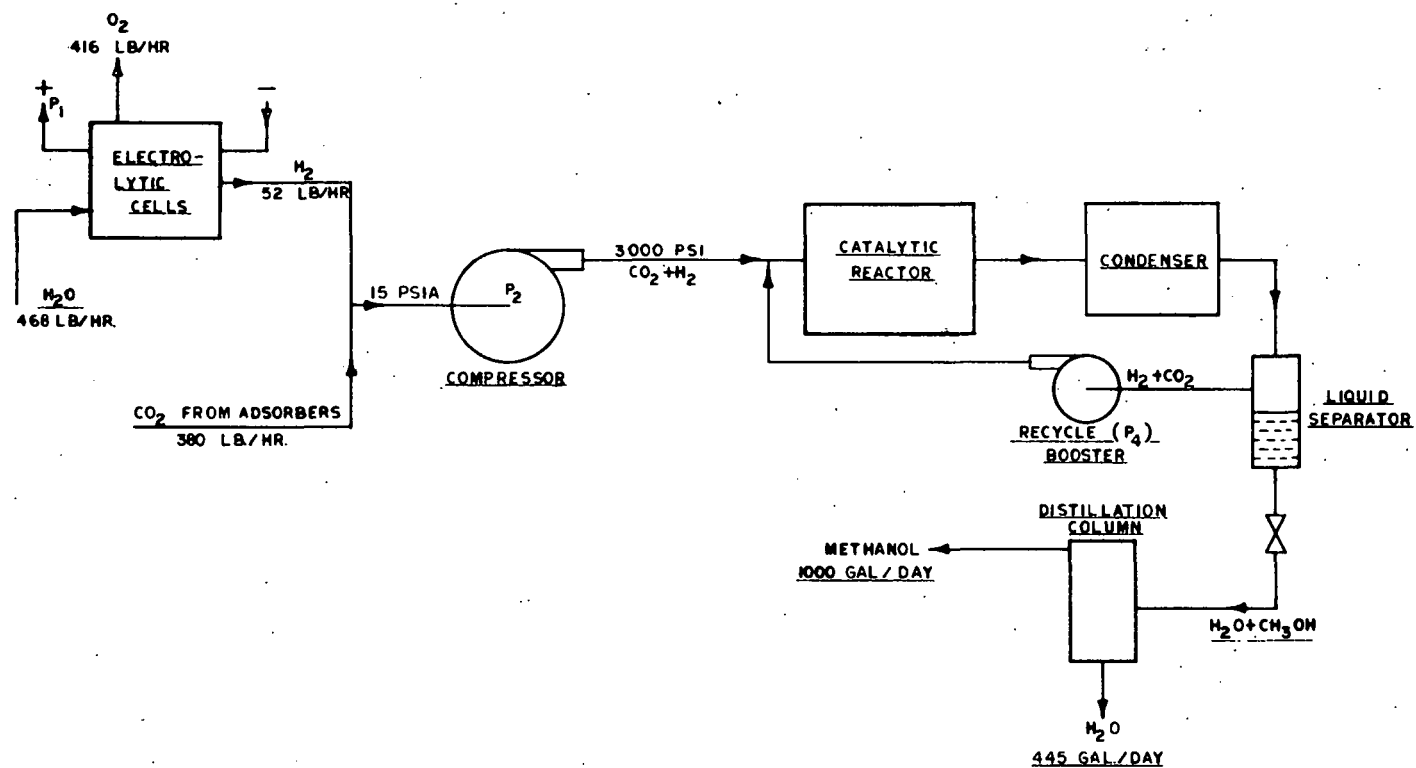 O2
416 LB/HR
+
P1
−
ELECTRO-
LYTIC
CELLS
H2
52 LB/HR
H2O
468 LB/HR.
15 PSIA
P2
COMPRESSOR
CO2 FROM ADSORBERS
380 LB./HR.
3000 PSI
CO2+H2
CATALYTIC
REACTOR
CONDENSER
H2+CO2
RECYCLE (P4)
BOOSTER
LIQUID
SEPARATOR
DISTILLATION
COLUMN
METHANOL
1000 GAL./DAY
H2O+CH3OH
H2O
445 GAL./DAY